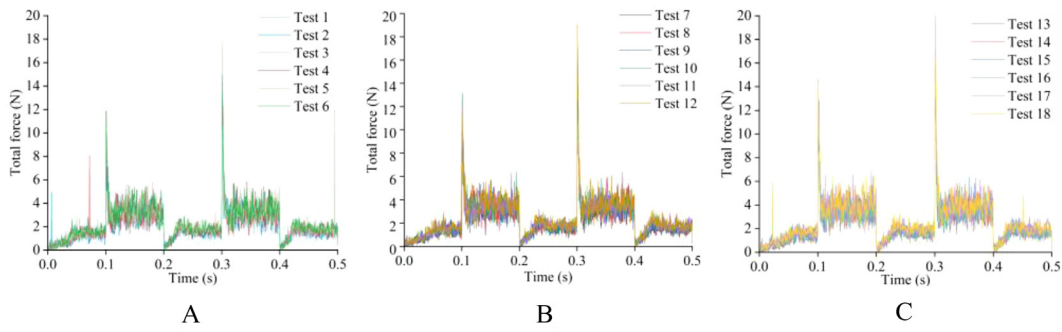 Total force (N)
20
18
16
14
12
10
8
6
4
2
0
0.0 0.1 0.2 0.3 0.4 0.5
Time (s)
Test 1
Test 2
Test 3
Test 4
Test 5
Test 6
A
Total force (N)
20
18
16
14
12
10
8
6
4
2
0
0.0 0.1 0.2 0.3 0.4 0.5
Time (s)
Test 7
Test 8
Test 9
Test 10
Test 11
Test 12
B
Total force (N)
20
18
16
14
12
10
8
6
4
2
0
0.0 0.1 0.2 0.3 0.4 0.5
Time (s)
Test 13
Test 14
Test 15
Test 16
Test 17
Test 18
C